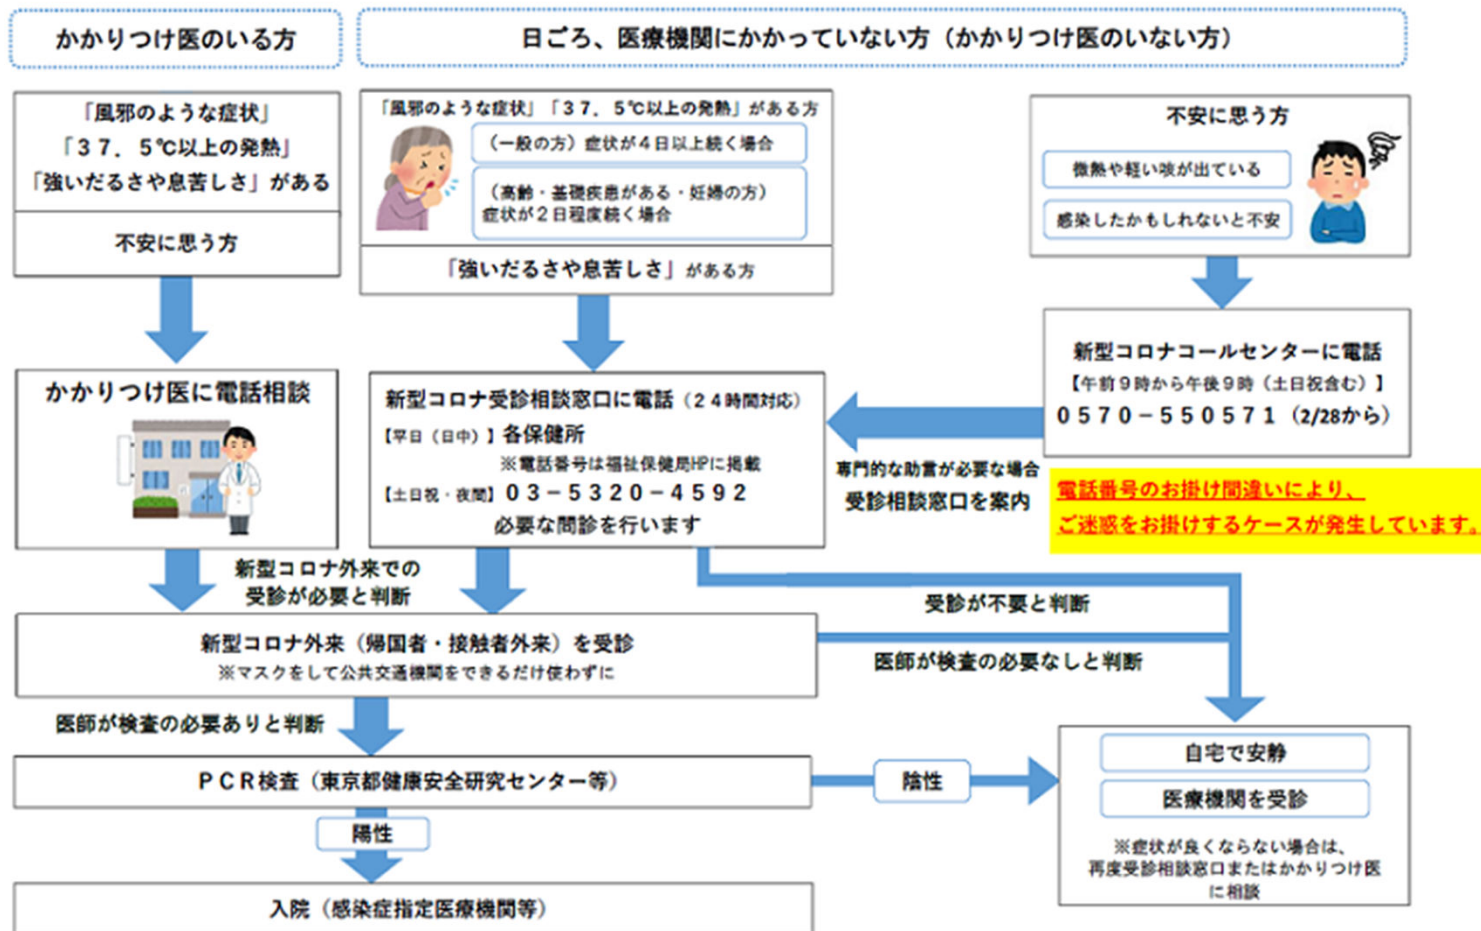 かかりつけ医のいる方
日ごろ、医療機関にかかっていない方（かかりつけ医のいない方）
「風邪のような症状」
「３７．５℃以上の発熱」
「強いだるさや息苦しさ」がある
不安に思う方
「風邪のような症状」「３７．５℃以上の発熱」がある方
（一般の方）症状が４日以上続く場合
（高齢・基礎疾患がある・妊婦の方）
症状が２日程度続く場合
「強いだるさや息苦しさ」がある方
不安に思う方
微熱や軽い咳が出ている
感染したかもしれないと不安
かかりつけ医に電話相談
新型コロナ受診相談窓口に電話（２４時間対応）
【平日（日中）】各保健所
※電話番号は福祉保健局HPに掲載
【土日祝・夜間】０３－５３２０－４５９２
必要な問診を行います
新型コロナコールセンターに電話
【午前９時から午後９時（土日祝含む）】
０５７０－５５０５７１（2/28から）
専門的な助言が必要な場合
受診相談窓口を案内
電話番号のお掛け間違いにより、
ご迷惑をお掛けするケースが発生しています。
新型コロナ外来での
受診が必要と判断
受診が不要と判断
新型コロナ外来（帰国者・接触者外来）を受診
※マスクをして公共交通機関をできるだけ使わずに
医師が検査の必要なしと判断
医師が検査の必要ありと判断
ＰＣＲ検査（東京都健康安全研究センター等）
陰性
陽性
入院（感染症指定医療機関等）
自宅で安静
医療機関を受診
※症状が良くならない場合は、
再度受診相談窓口またはかかりつけ医
に相談